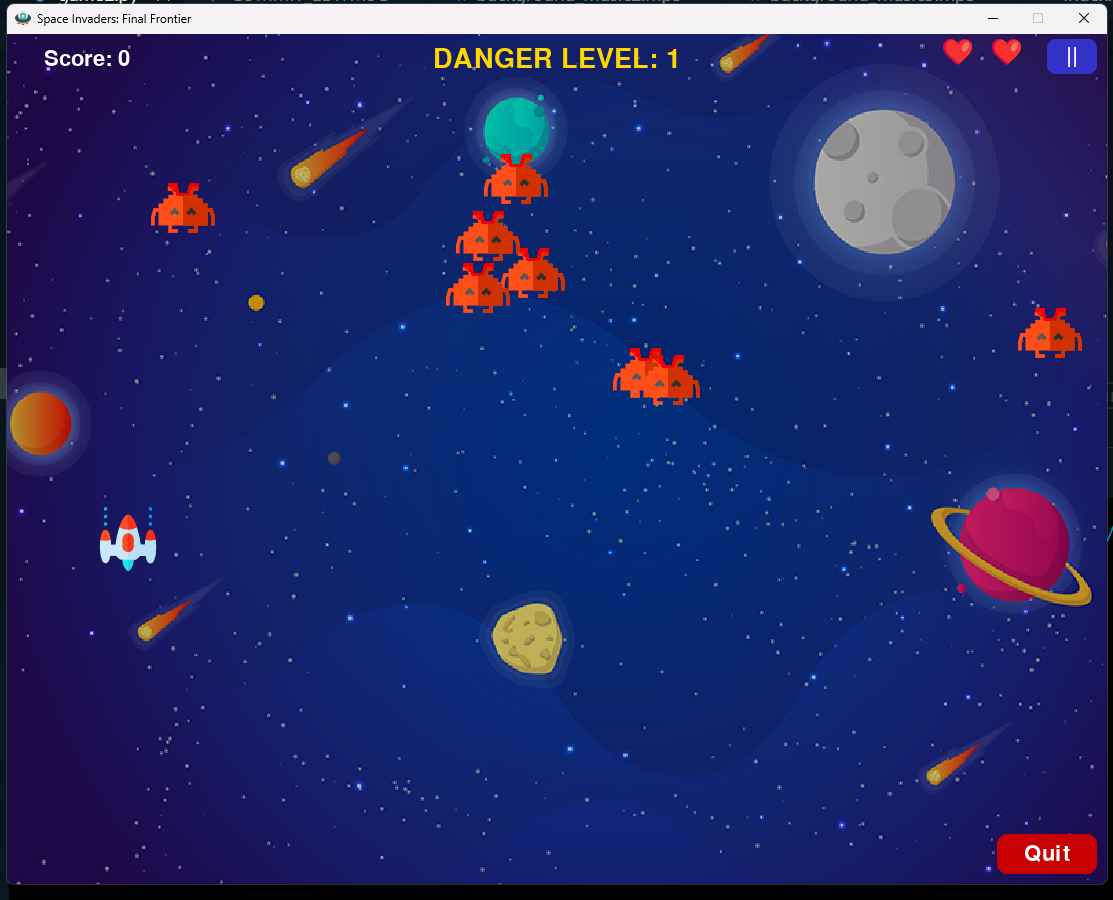 Space Invaders: Final Frontier
Score: 0
DANGER LEVEL: 1
||
Quit